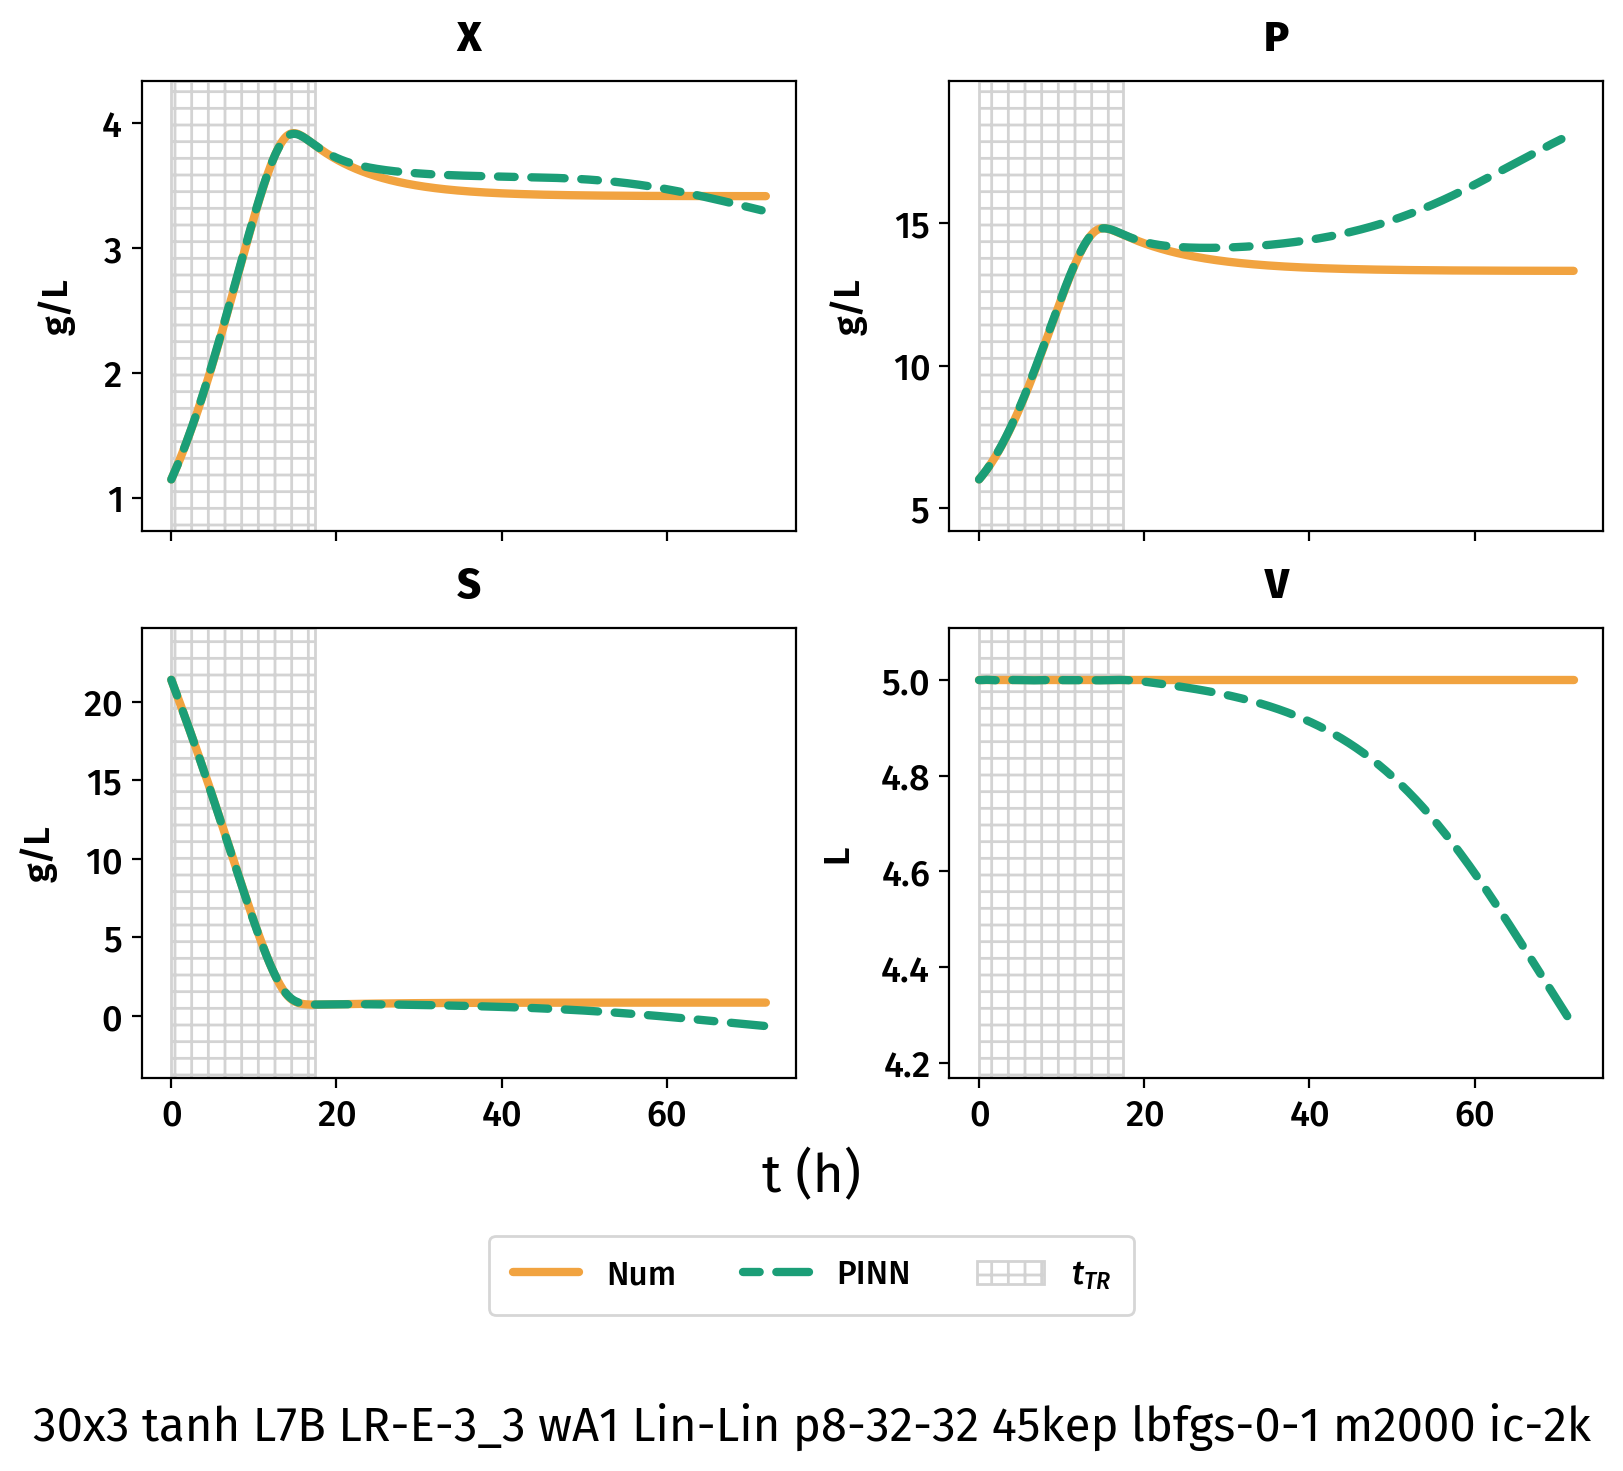 X
P
4
3
2
1
g/L
15
10
5
g/L
S
V
20
15
10
5
0
g/L
5.0
4.8
4.6
4.4
4.2
L
0 20 40 60
0 20 40 60
t (h)
Num PINN t_TR
30x3 tanh L7B LR-E-3_3 wA1 Lin-Lin p8-32-32 45kep lbfgs-0-1 m2000 ic-2k